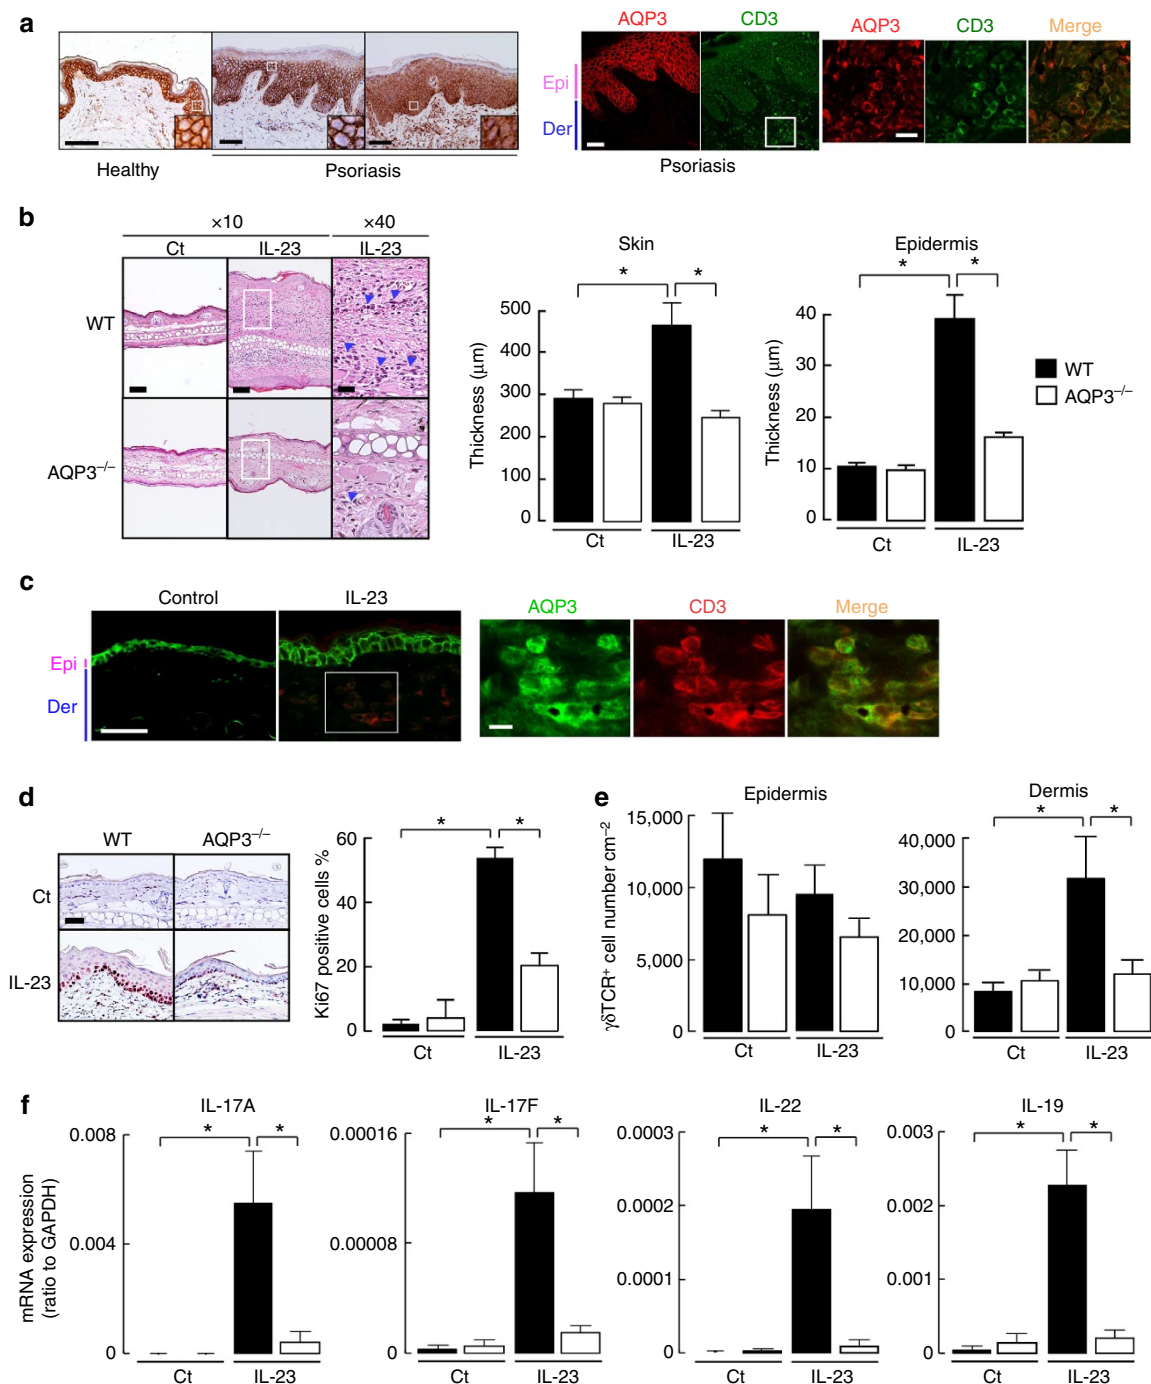 a
AQP3 CD3 AQP3 CD3 Merge
Epi
Der
Healthy Psoriasis Psoriasis
b
×10 ×40
Ct IL-23 IL-23
WT
AQP3–/–
Skin
Thickness (μm)
500
400
300
200
100
0
Ct IL-23
* *
Epidermis
Thickness (μm)
40
30
20
10
0
Ct IL-23
* *
WT
AQP3–/–
c
Control IL-23 AQP3 CD3 Merge
Epi
Der
d
WT AQP3–/–
Ct
IL-23
Ki67 positive cells %
60
40
20
0
Ct IL-23
* *
e
Epidermis
γδTCR+ cell number cm–2
15,000
10,000
5,000
0
Ct IL-23
Dermis
40,000
30,000
20,000
10,000
0
Ct IL-23
* *
f
mRNA expression
(ratio to GAPDH)
IL-17A
0.008
0.004
0
Ct IL-23
* *
IL-17F
0.00016
0.00008
0
Ct IL-23
* *
IL-22
0.0003
0.0002
0.0001
0
Ct IL-23
* *
IL-19
0.003
0.002
0.001
0
Ct IL-23
* *